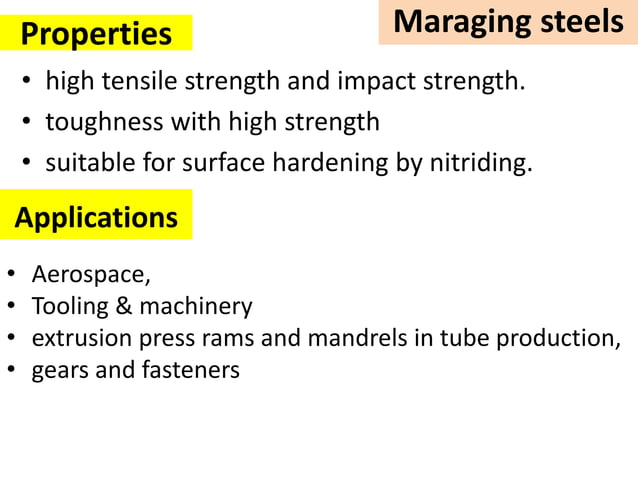 Maraging steels
Properties
• high tensile strength and impact strength.
• toughness with high strength
• suitable for surface hardening by nitriding.
Applications
• Aerospace,
• Tooling & machinery
• extrusion press rams and mandrels in tube production,
• gears and fasteners